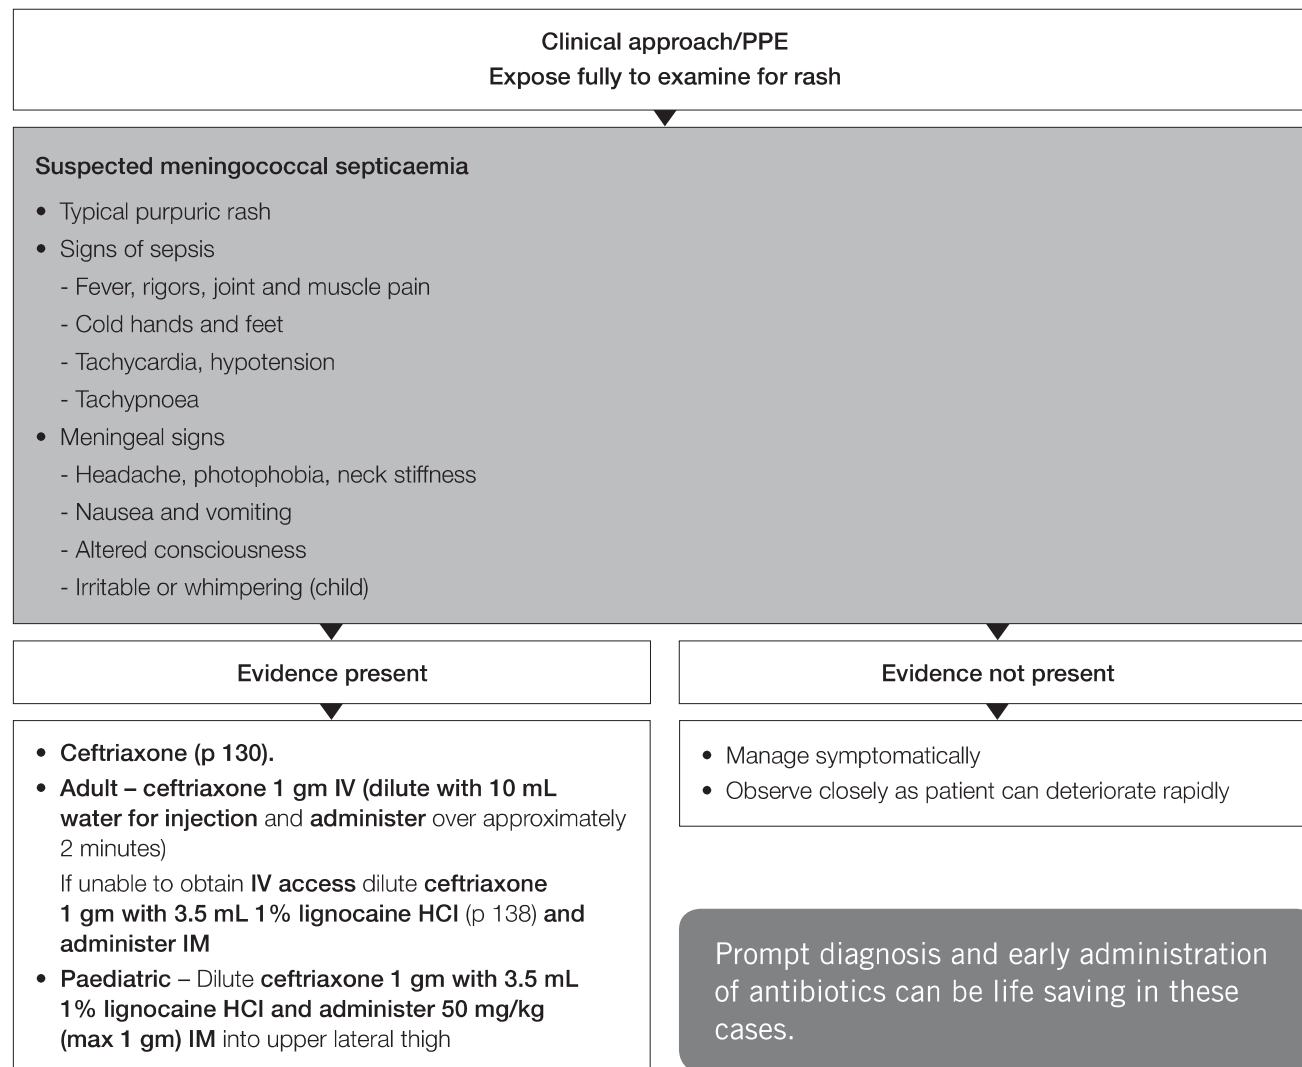 Clinical approach/PPE
Expose fully to examine for rash
Suspected meningococcal septicaemia
• Typical purpuric rash
• Signs of sepsis
- Fever, rigors, joint and muscle pain
- Cold hands and feet
- Tachycardia, hypotension
- Tachypnoea
• Meningeal signs
- Headache, photophobia, neck stiffness
- Nausea and vomiting
- Altered consciousness
- Irritable or whimpering (child)
Evidence present
• Ceftriaxone (p 130).
• Adult – ceftriaxone 1 gm IV (dilute with 10 mL
water for injection and administer over approximately
2 minutes)
If unable to obtain IV access dilute ceftriaxone
1 gm with 3.5 mL 1% lignocaine HCl (p 138) and
administer IM
• Paediatric – Dilute ceftriaxone 1 gm with 3.5 mL
1% lignocaine HCl and administer 50 mg/kg
(max 1 gm) IM into upper lateral thigh
Evidence not present
• Manage symptomatically
• Observe closely as patient can deteriorate rapidly
Prompt diagnosis and early administration
of antibiotics can be life saving in these
cases.